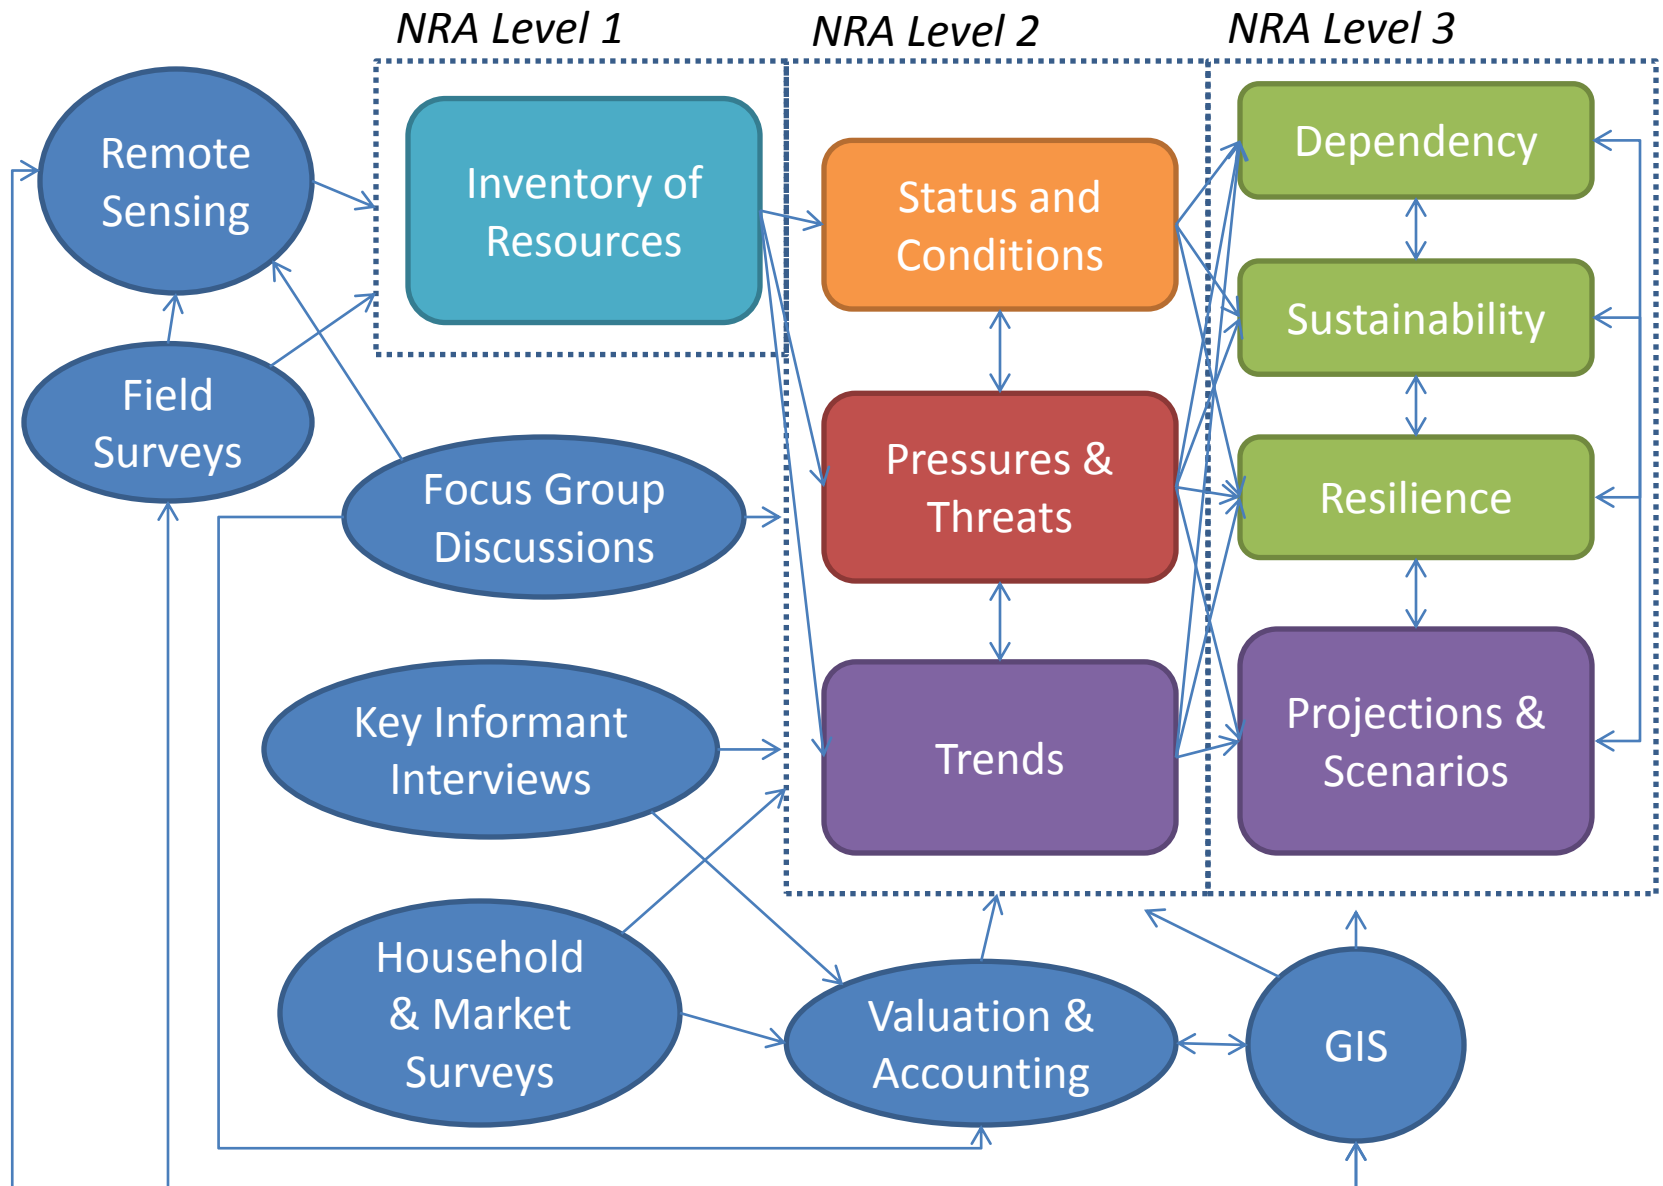 NRA Level 1
NRA Level 2
NRA Level 3
Remote
Sensing
Inventory of
Resources
Status and
Conditions
Dependency
Sustainability
Field
Surveys
Focus Group
Discussions
Pressures &
Threats
Resilience
Key Informant
Interviews
Trends
Projections &
Scenarios
Household
& Market
Surveys
Valuation &
Accounting
GIS